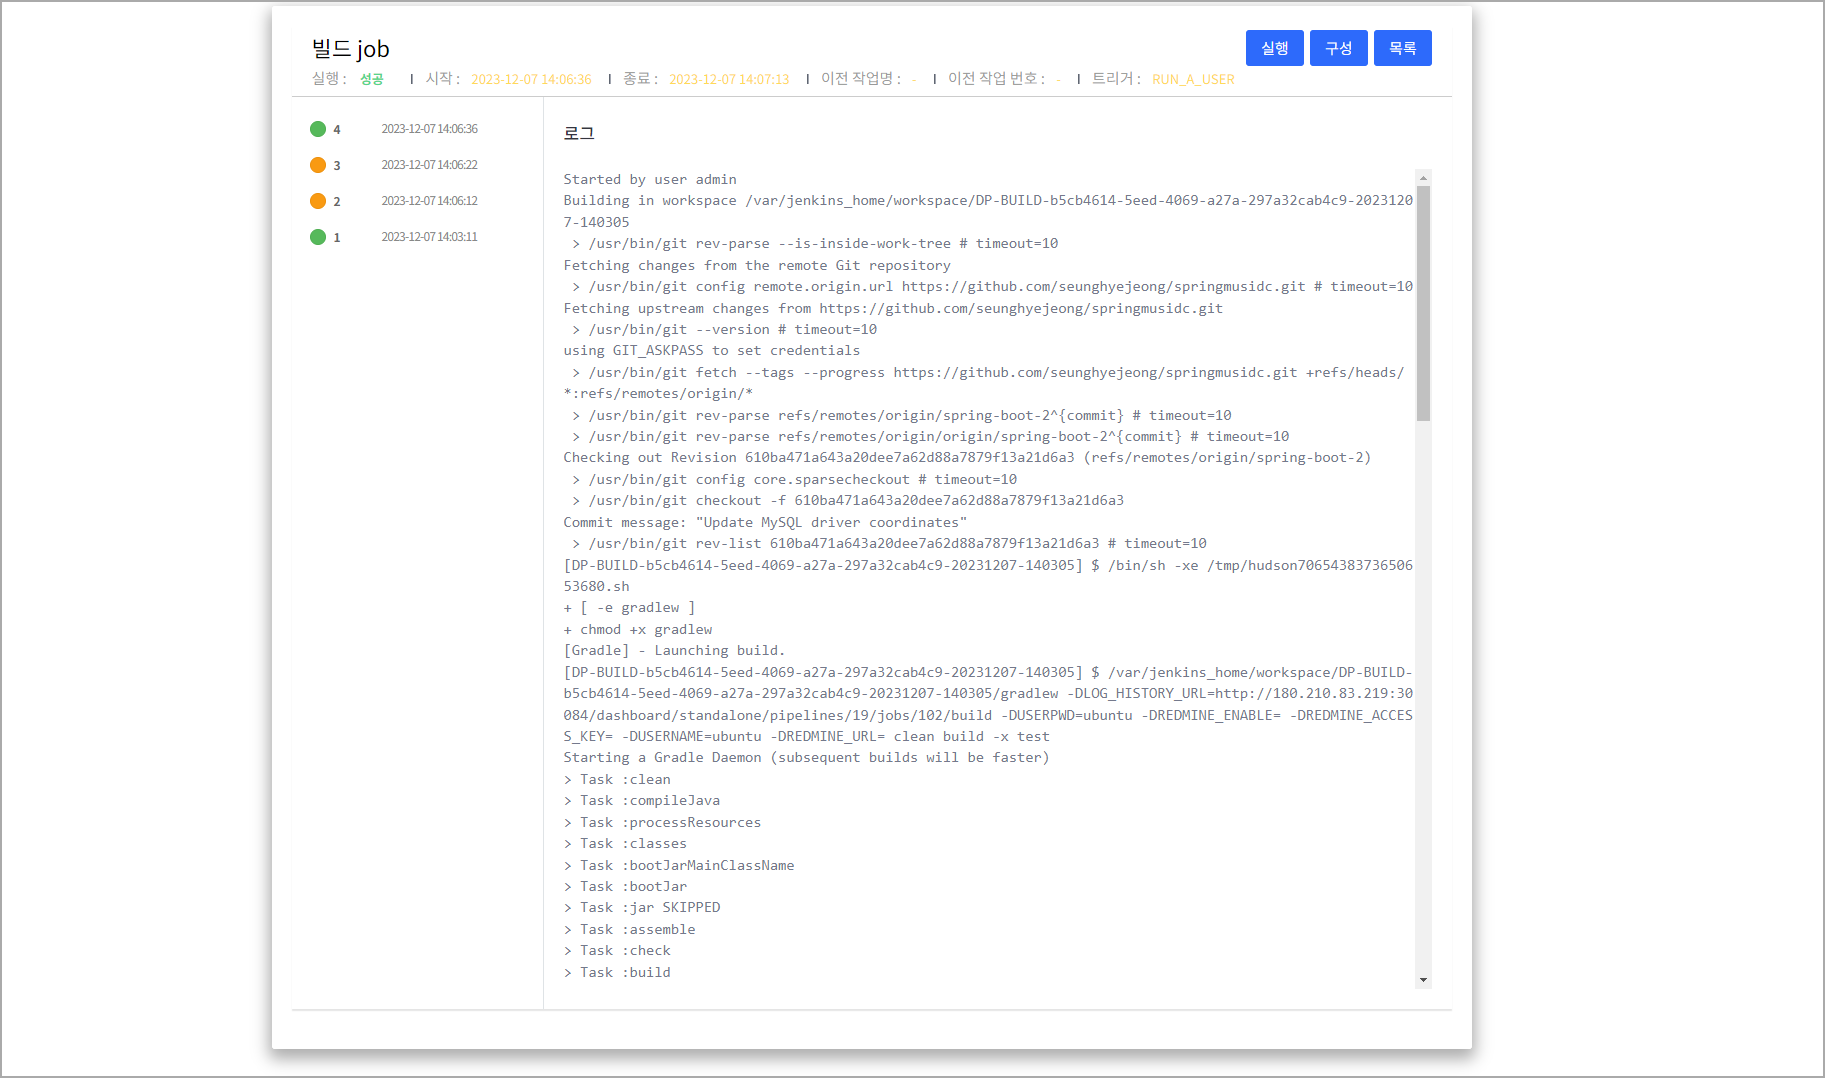 빌드 job
실행 구성 목록
실행 : 성공 I 시작 : 2023-12-07 14:06:36 I 종료 : 2023-12-07 14:07:13 I 이전 작업명 : - I 이전 작업 번호 : - I 트리거 : RUN_A_USER
4 2023-12-07 14:06:36
3 2023-12-07 14:06:22
2 2023-12-07 14:06:12
1 2023-12-07 14:03:11
로그
Started by user admin
Building in workspace /var/jenkins_home/workspace/DP-BUILD-b5cb4614-5eed-4069-a27a-297a32cab4c9-2023120
7-140305
 > /usr/bin/git rev-parse --is-inside-work-tree # timeout=10
Fetching changes from the remote Git repository
 > /usr/bin/git config remote.origin.url https://github.com/seunghyejeong/springmusidc.git # timeout=10
Fetching upstream changes from https://github.com/seunghyejeong/springmusidc.git
 > /usr/bin/git --version # timeout=10
using GIT_ASKPASS to set credentials
 > /usr/bin/git fetch --tags --progress https://github.com/seunghyejeong/springmusidc.git +refs/heads/
*:refs/remotes/origin/*
 > /usr/bin/git rev-parse refs/remotes/origin/spring-boot-2^{commit} # timeout=10
 > /usr/bin/git rev-parse refs/remotes/origin/origin/spring-boot-2^{commit} # timeout=10
Checking out Revision 610ba471a643a20dee7a62d88a7879f13a21d6a3 (refs/remotes/origin/spring-boot-2)
 > /usr/bin/git config core.sparsecheckout # timeout=10
 > /usr/bin/git checkout -f 610ba471a643a20dee7a62d88a7879f13a21d6a3
Commit message: "Update MySQL driver coordinates"
 > /usr/bin/git rev-list 610ba471a643a20dee7a62d88a7879f13a21d6a3 # timeout=10
[DP-BUILD-b5cb4614-5eed-4069-a27a-297a32cab4c9-20231207-140305] $ /bin/sh -xe /tmp/hudson70654383736506
53680.sh
+ [ -e gradlew ]
+ chmod +x gradlew
[Gradle] - Launching build.
[DP-BUILD-b5cb4614-5eed-4069-a27a-297a32cab4c9-20231207-140305] $ /var/jenkins_home/workspace/DP-BUILD-
b5cb4614-5eed-4069-a27a-297a32cab4c9-20231207-140305/gradlew -DLOG_HISTORY_URL=http://180.210.83.219:30
084/dashboard/standalone/pipelines/19/jobs/102/build -DUSERPWD=ubuntu -DREDMINE_ENABLE= -DREDMINE_ACCES
S_KEY= -DUSERNAME=ubuntu -DREDMINE_URL= clean build -x test
Starting a Gradle Daemon (subsequent builds will be faster)
> Task :clean
> Task :compileJava
> Task :processResources
> Task :classes
> Task :bootJarMainClassName
> Task :bootJar
> Task :jar SKIPPED
> Task :assemble
> Task :check
> Task :build